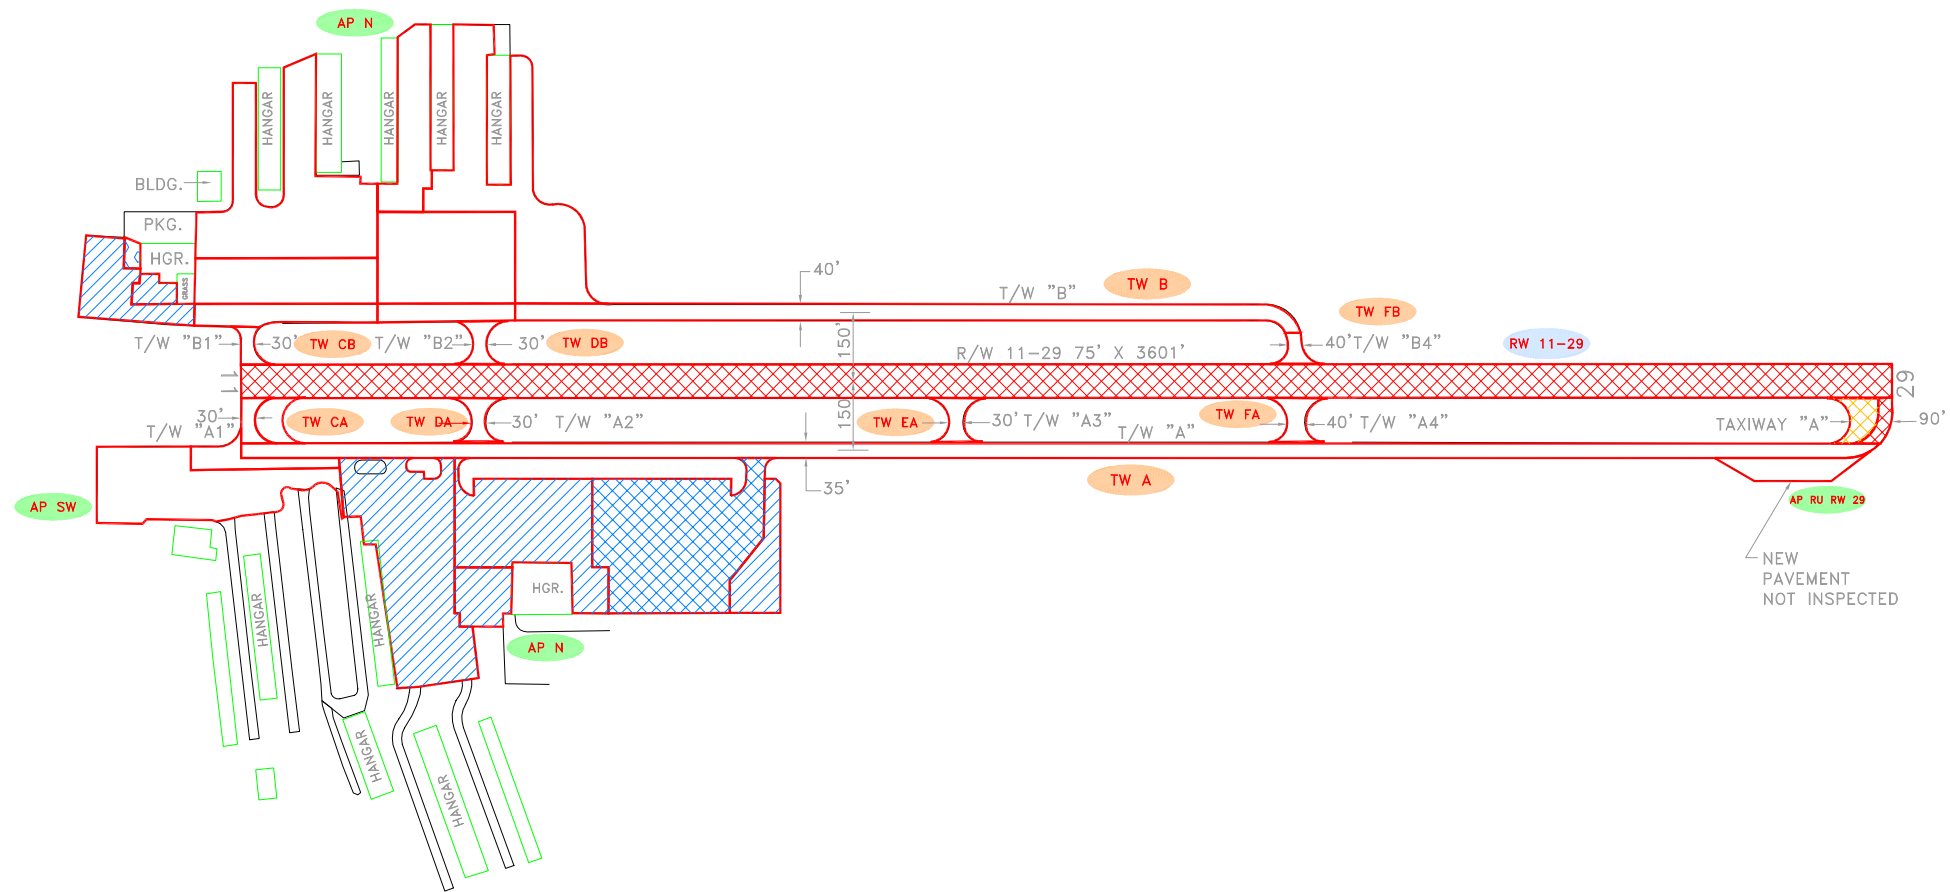 AP N
HANGAR
HANGAR
HANGAR
HANGAR
HANGAR
BLDG.
PKG.
HGR.
GRASS
40'
T/W "B"
TW B
TW FB
T/W "B1"
30'
TW CB
T/W "B2"
30'
TW DB
150'
R/W 11-29 75' X 3601'
40'
T/W "B4"
RW 11-29
11
29
30'
T/W "A1"
TW CA
TW DA
30'
T/W "A2"
150'
TW EA
30'
T/W "A3"
T/W "A"
TW FA
40'
T/W "A4"
TAXIWAY "A"
90'
35'
TW A
AP SW
AP RU RW 29
NEW
PAVEMENT
NOT INSPECTED
HGR.
AP N
HANGAR
HANGAR
HANGAR
HANGAR